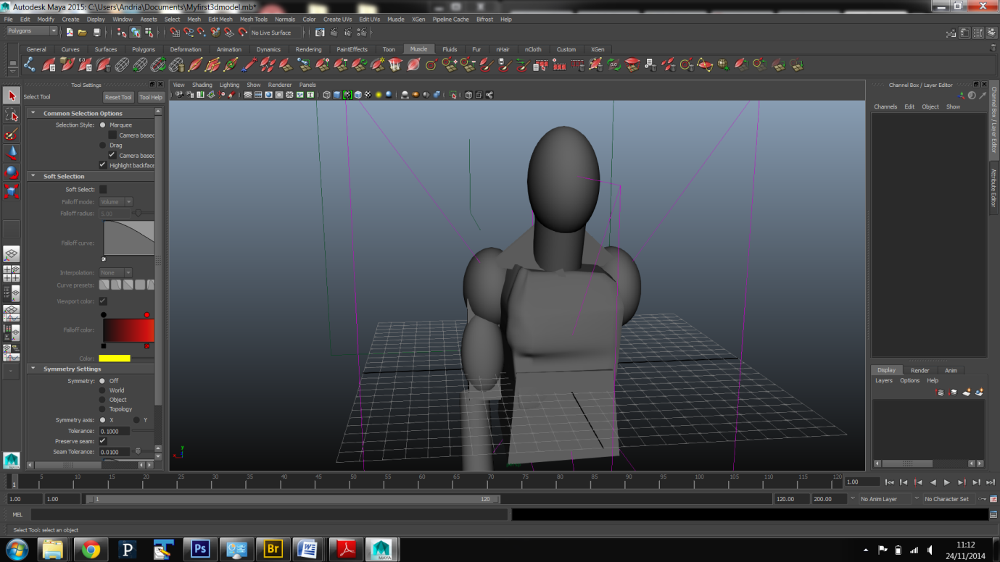 Autodesk Maya 2015: C:\Users\Andria\Documents\Myfirst3dmodel.mb*
File Edit Modify Create Display Window Assets Select Mesh Edit Mesh Mesh Tools Normals Color Create UVs Edit UVs Muscle XGen Pipeline Cache Bifrost Help
Polygons No Live Surface
General Curves Surfaces Polygons Deformation Animation Dynamics Rendering PaintEffects Toon Muscle Fluids Fur nHair nCloth Custom XGen
Tool Settings
Select Tool Reset Tool Tool Help
Common Selection Options
Selection Style: Marquee
Camera based
Drag
Camera based
Highlight backface
Soft Selection
Soft Select:
Falloff mode: Volume
Falloff radius: 5.00
Falloff curve:
Interpolation: None
Curve presets:
Viewport color:
Falloff color:
Color:
Symmetry Settings
Symmetry: Off
World
Object
Topology
Symmetry axis: X Y
Tolerance: 0.1000
Preserve seam:
Seam Tolerance: 0.0100
View Shading Lighting Show Renderer Panels
y
x
Channel Box / Layer Editor
Channels Edit Object Show
Channel Box / Layer Editor
Attribute Editor
Display Render Anim
Layers Options Help
MAYA
1 5 10 15 20 25 30 35 40 45 50 55 60 65 70 75 80 85 90 95 100 105 110 115 120 1.00
1.00 1.00 1 120 120.00 200.00 No Anim Layer No Character Set
MEL
Select Tool: select an object
P Ps Br W MAYA
11:12
24/11/2014